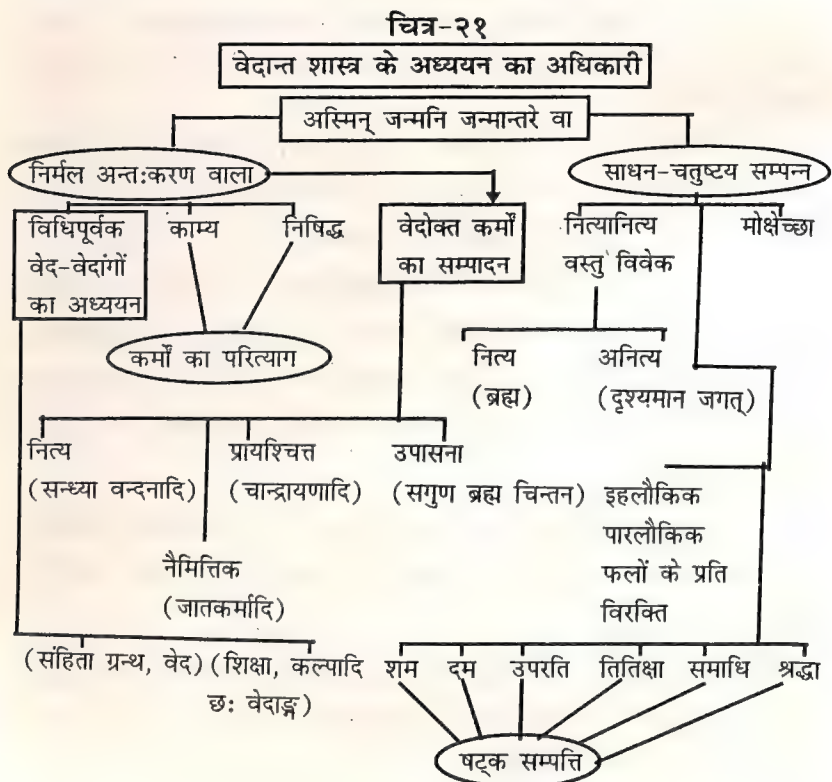 चित्र-२१
वेदान्त शास्त्र के अध्ययन का अधिकारी
अस्मिन् जन्मनि जन्मान्तरे वा
निर्मल अन्तःकरण वाला
साधन-चतुष्टय सम्पन्न
विधिपूर्वक
वेद-वेदांगों
का अध्ययन
काम्य
निषिद्ध
वेदोक्त कर्मों
का सम्पादन
नित्यानित्य
वस्तु विवेक
मोक्षेच्छा
कर्मों का परित्याग
नित्य
(ब्रह्म)
अनित्य
(दृश्यमान जगत्)
नित्य
(सन्ध्या वन्दनादि)
प्रायश्चित्त
(चान्द्रायणादि)
उपासना
(सगुण ब्रह्म चिन्तन)
इहलौकिक
पारलौकिक
फलों के प्रति
विरक्ति
नैमित्तिक
(जातकर्मादि)
(संहिता ग्रन्थ, वेद)
(शिक्षा, कल्पादि
छः वेदाङ्ग)
शम
दम
उपरति
तितिक्षा
समाधि
श्रद्धा
षट्क सम्पत्ति